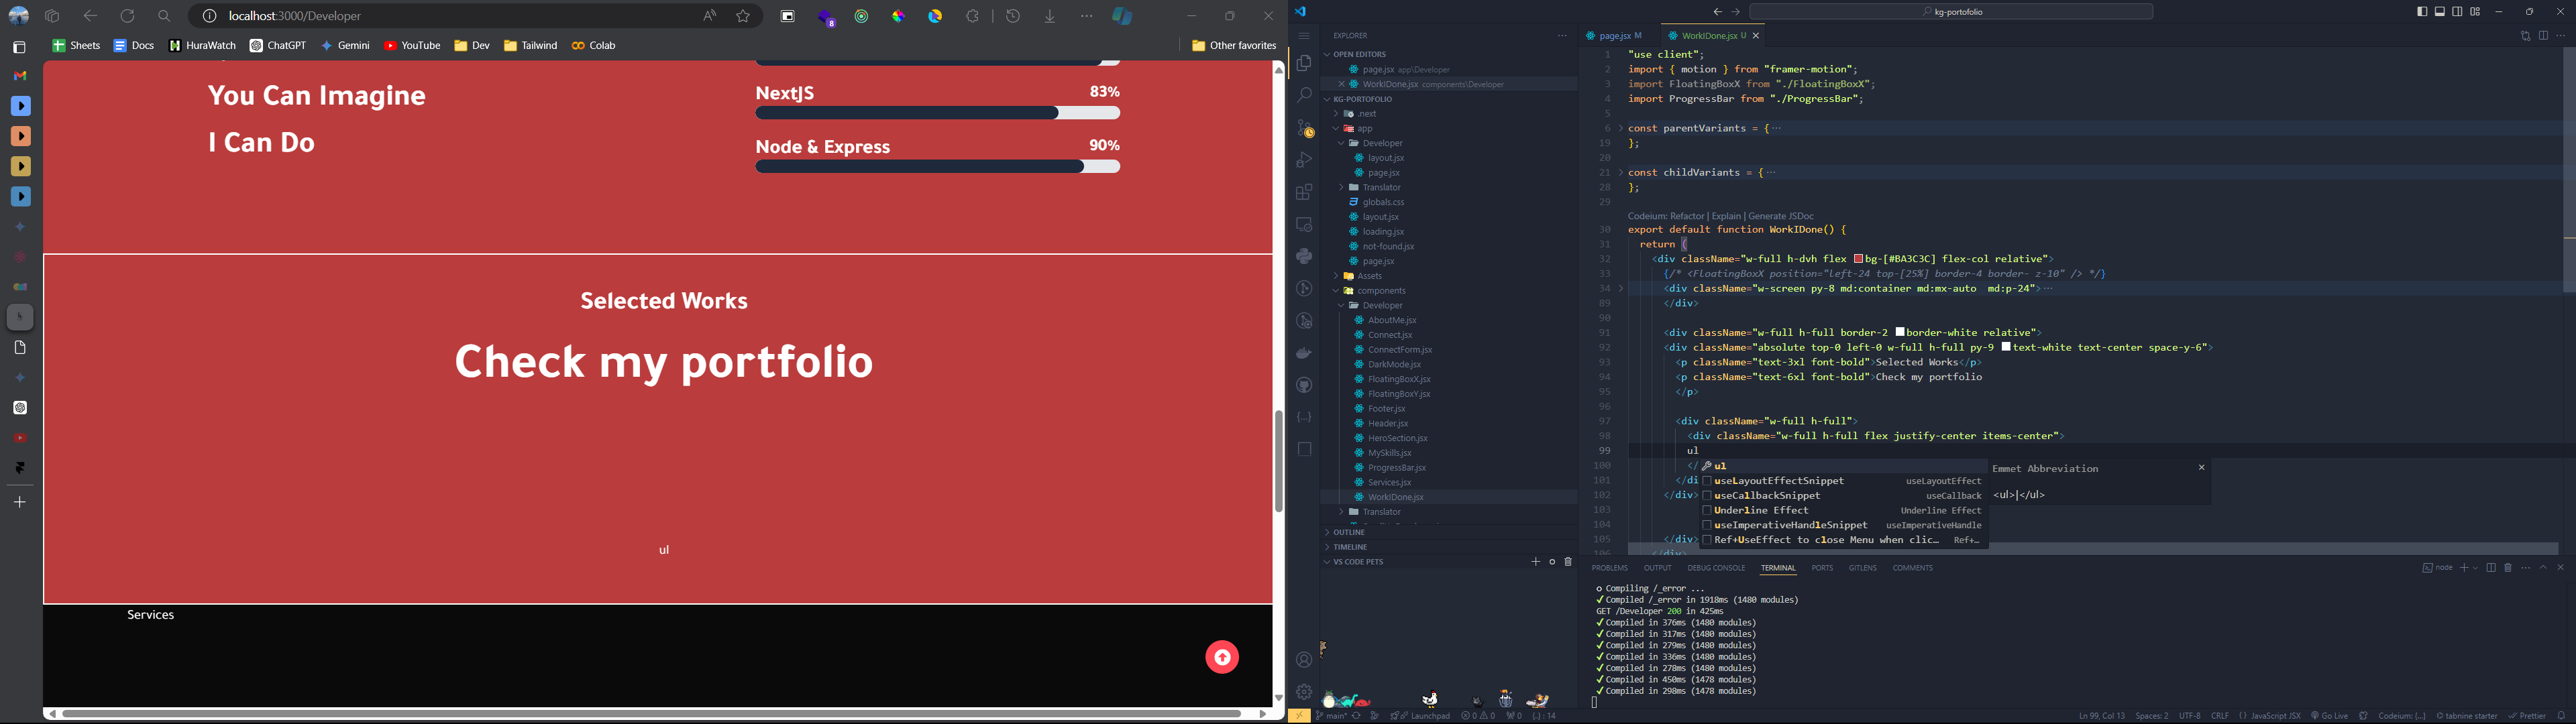 localhost:3000/Developer
8
Sheets
Docs
HuraWatch
ChatGPT
Gemini
YouTube
Dev
Tailwind
Colab
Other favorites
You Can Imagine
I Can Do
NextJS 83%
Node & Express 90%
Selected Works
Check my portfolio
ul
Services
kg-portofolio
EXPLORER
OPEN EDITORS
page.jsx app\Developer
WorkIDone.jsx components\Developer
KG-PORTOFOLIO
.next
app
Developer
layout.jsx
page.jsx
Translator
globals.css
layout.jsx
loading.jsx
not-found.jsx
page.jsx
Assets
components
Developer
AboutMe.jsx
Connect.jsx
ConnectForm.jsx
DarkMode.jsx
FloatingBoxX.jsx
FloatingBoxY.jsx
Footer.jsx
Header.jsx
HeroSection.jsx
MySkills.jsx
ProgressBar.jsx
Services.jsx
WorkIDone.jsx
Translator
OUTLINE
TIMELINE
VS CODE PETS
page.jsx M
WorkIDone.jsx U
1 "use client";
2 import { motion } from "framer-motion";
3 import FloatingBoxX from "./FloatingBoxX";
4 import ProgressBar from "./ProgressBar";
5
6 const parentVariants = {···
19 };
20
21 const childVariants = {···
28 };
29
Codeium: Refactor | Explain | Generate JSDoc
30 export default function WorkIDone() {
31 return (
32 <div className="w-full h-dvh flex bg-[#BA3C3C] flex-col relative">
33 {/* <FloatingBoxX position="left-24 top-[25%] border-4 border- z-10" /> */}
34 <div className="w-screen py-8 md:container md:mx-auto  md:p-24">···
89 </div>
90
91 <div className="w-full h-full border-2 border-white relative">
92 <div className="absolute top-0 left-0 w-full h-full py-9 text-white text-center space-y-6">
93 <p className="text-3xl font-bold">Selected Works</p>
94 <p className="text-6xl font-bold">Check my portfolio
95 </p>
96
97 <div className="w-full h-full">
98 <div className="w-full h-full flex justify-center items-center">
99 ul
100 </
101 </di
102 </div>
103
104
105 </div>
106 </div>
ul
useLayoutEffectSnippet useLayoutEffect
useCallbackSnippet useCallback
Underline Effect Underline Effect
useImperativeHandleSnippet useImperativeHandle
Ref+UseEffect to close Menu when clic… Ref+…
Emmet Abbreviation
<ul>|</ul>
PROBLEMS OUTPUT DEBUG CONSOLE TERMINAL PORTS GITLENS COMMENTS
node
○ Compiling /_error ...
✓ Compiled /_error in 1918ms (1480 modules)
GET /Developer 200 in 425ms
✓ Compiled in 376ms (1480 modules)
✓ Compiled in 317ms (1480 modules)
✓ Compiled in 279ms (1480 modules)
✓ Compiled in 336ms (1480 modules)
✓ Compiled in 278ms (1480 modules)
✓ Compiled in 450ms (1478 modules)
✓ Compiled in 298ms (1478 modules)
main* Launchpad 0 0 0 {..} : 14
Ln 99, Col 13 Spaces: 2 UTF-8 CRLF {} JavaScript JSX Go Live Codeium: {...} tabnine starter Prettier